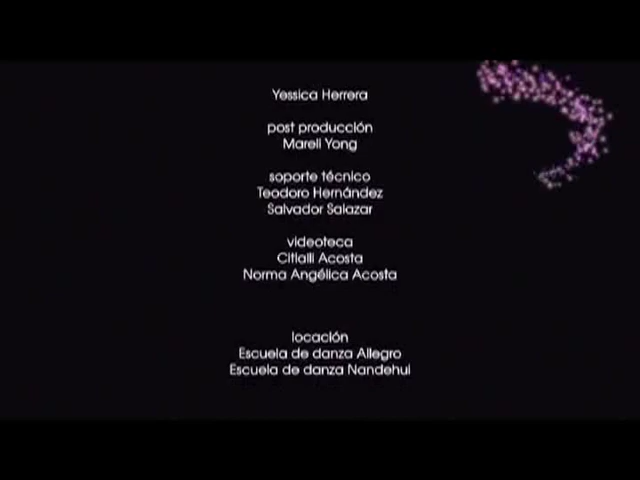 Yessica Herrera
post producción
Mareli Yong
soporte técnico
Teodoro Hernández
Salvador Salazar
videoteca
Citlalli Acosta
Norma Angélica Acosta
locación
Escuela de danza Allegro
Escuela de danza Nandehui